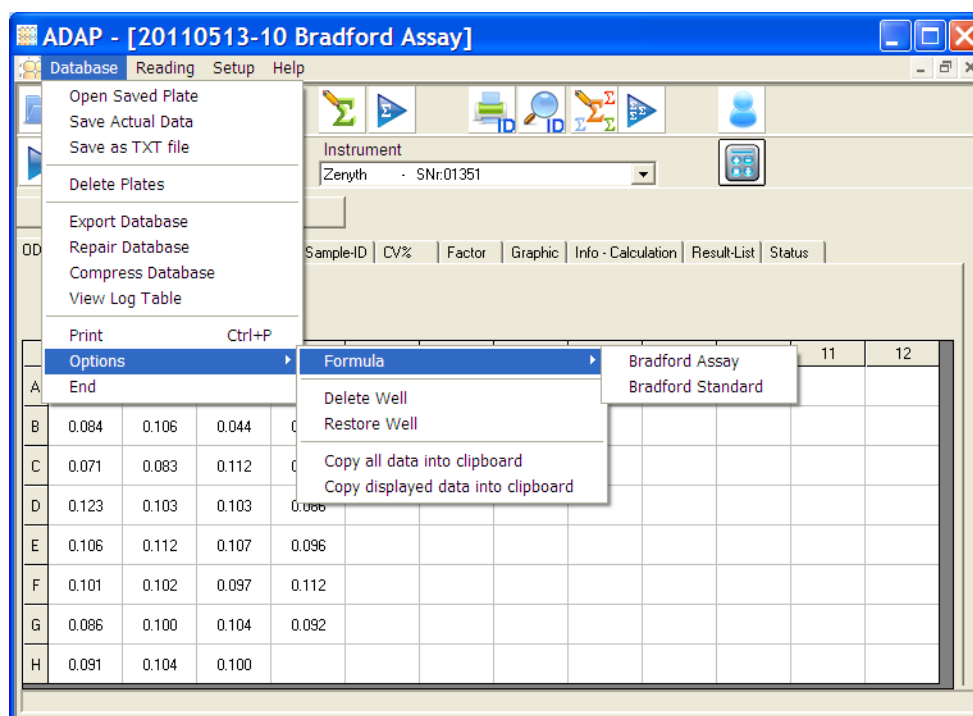 ADAP - [20110513-10 Bradford Assay]
Database Reading Setup Help
Open Saved Plate
Save Actual Data
Save as TXT file
Delete Plates
Export Database
Repair Database
Compress Database
View Log Table
Print Ctrl+P
Options
End
ID ID
Instrument
Zenyth - SNr:01351
OD Sample-ID CV% Factor Graphic Info - Calculation Result-List Status
Formula
Delete Well
Restore Well
Copy all data into clipboard
Copy displayed data into clipboard
Bradford Assay
Bradford Standard
11 12
A
B 0.084 0.106 0.044
C 0.071 0.083 0.112
D 0.123 0.103 0.103 0.086
E 0.106 0.112 0.107 0.096
F 0.101 0.102 0.097 0.112
G 0.086 0.100 0.104 0.092
H 0.091 0.104 0.100